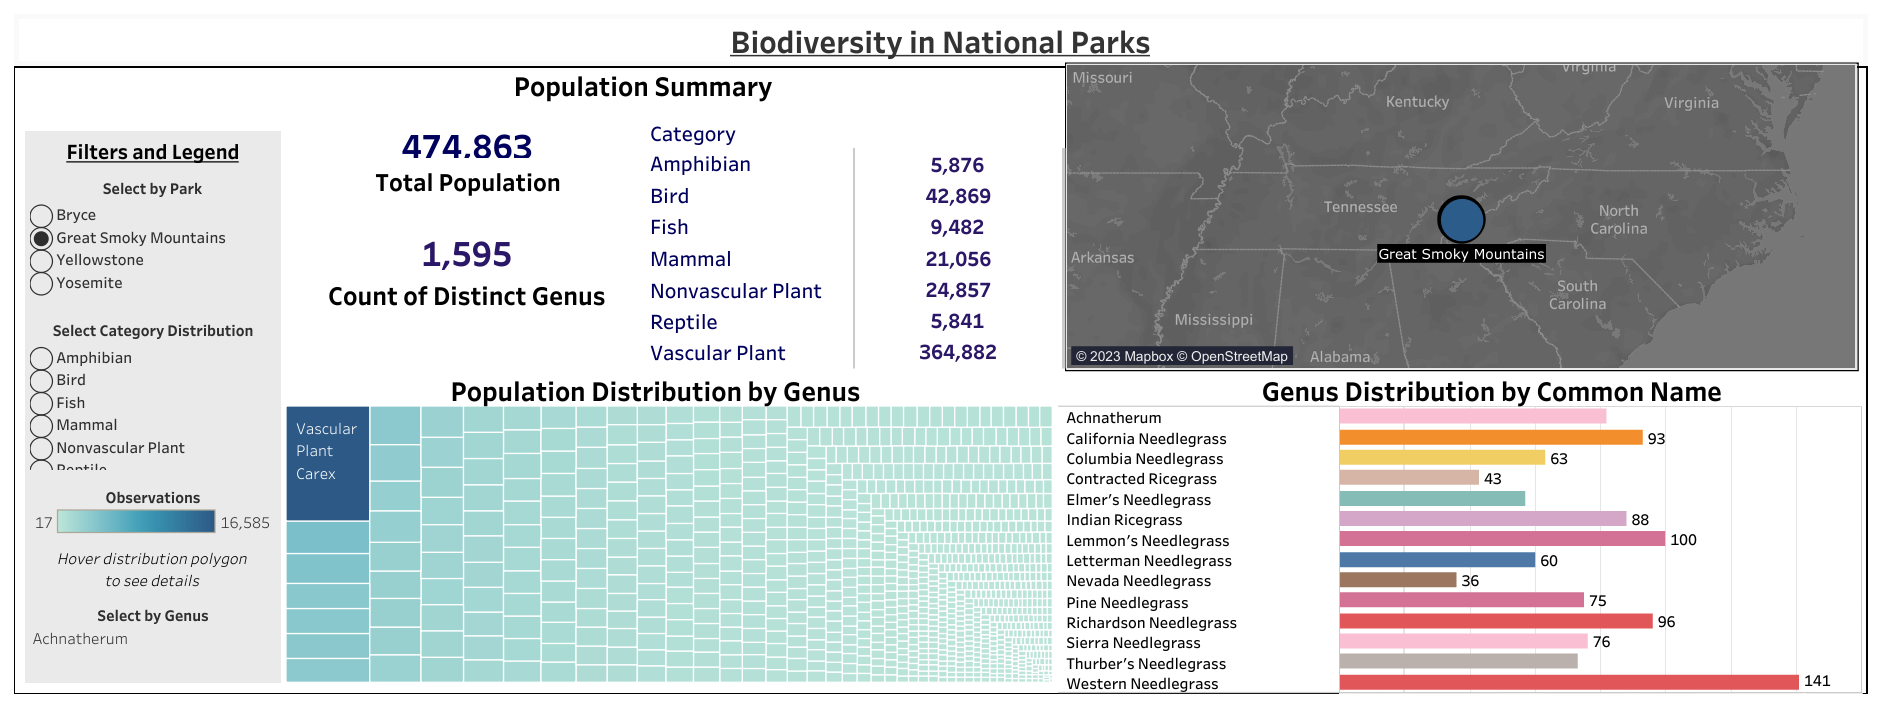 Biodiversity in National Parks
Population Summary
474,863
Total Population
1,595
Count of Distinct Genus
Category
Amphibian 5,876
Bird 42,869
Fish 9,482
Mammal 21,056
Nonvascular Plant 24,857
Reptile 5,841
Vascular Plant 364,882
Filters and Legend
Select by Park
Bryce
Great Smoky Mountains
Yellowstone
Yosemite
Select Category Distribution
Amphibian
Bird
Fish
Mammal
Nonvascular Plant
Reptile
Observations
17 16,585
Hover distribution polygon
to see details
Select by Genus
Achnatherum
Missouri
Virginia
Kentucky
Virginia
Tennessee
North
Carolina
Great Smoky Mountains
Arkansas
South
Carolina
Mississippi
Alabama
© 2023 Mapbox © OpenStreetMap
Population Distribution by Genus
Vascular
Plant
Carex
Genus Distribution by Common Name
Achnatherum
California Needlegrass 93
Columbia Needlegrass 63
Contracted Ricegrass 43
Elmer's Needlegrass
Indian Ricegrass 88
Lemmon's Needlegrass 100
Letterman Needlegrass 60
Nevada Needlegrass 36
Pine Needlegrass 75
Richardson Needlegrass 96
Sierra Needlegrass 76
Thurber's Needlegrass
Western Needlegrass 141